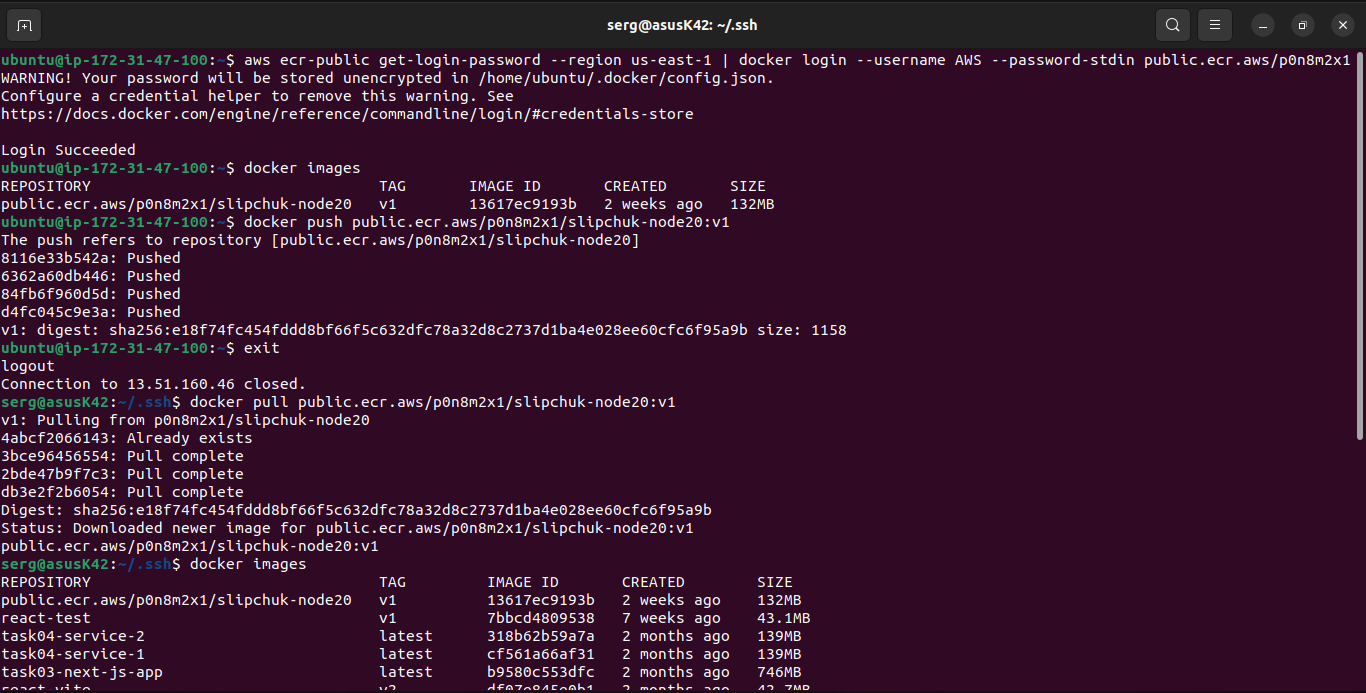 serg@asusK42: ~/.ssh
ubuntu@ip-172-31-47-100:~$ aws ecr-public get-login-password --region us-east-1 | docker login --username AWS --password-stdin public.ecr.aws/p0n8m2x1
WARNING! Your password will be stored unencrypted in /home/ubuntu/.docker/config.json.
Configure a credential helper to remove this warning. See
https://docs.docker.com/engine/reference/commandline/login/#credentials-store
Login Succeeded
ubuntu@ip-172-31-47-100:~$ docker images
REPOSITORY TAG IMAGE ID CREATED SIZE
public.ecr.aws/p0n8m2x1/slipchuk-node20 v1 13617ec9193b 2 weeks ago 132MB
ubuntu@ip-172-31-47-100:~$ docker push public.ecr.aws/p0n8m2x1/slipchuk-node20:v1
The push refers to repository [public.ecr.aws/p0n8m2x1/slipchuk-node20]
8116e33b542a: Pushed
6362a60db446: Pushed
84fb6f960d5d: Pushed
d4fc045c9e3a: Pushed
v1: digest: sha256:e18f74fc454fddd8bf66f5c632dfc78a32d8c2737d1ba4e028ee60cfc6f95a9b size: 1158
ubuntu@ip-172-31-47-100:~$ exit
logout
Connection to 13.51.160.46 closed.
serg@asusK42:~/.ssh$ docker pull public.ecr.aws/p0n8m2x1/slipchuk-node20:v1
v1: Pulling from p0n8m2x1/slipchuk-node20
4abcf2066143: Already exists
3bce96456554: Pull complete
2bde47b9f7c3: Pull complete
db3e2f2b6054: Pull complete
Digest: sha256:e18f74fc454fddd8bf66f5c632dfc78a32d8c2737d1ba4e028ee60cfc6f95a9b
Status: Downloaded newer image for public.ecr.aws/p0n8m2x1/slipchuk-node20:v1
public.ecr.aws/p0n8m2x1/slipchuk-node20:v1
serg@asusK42:~/.ssh$ docker images
REPOSITORY TAG IMAGE ID CREATED SIZE
public.ecr.aws/p0n8m2x1/slipchuk-node20 v1 13617ec9193b 2 weeks ago 132MB
react-test v1 7bbcd4809538 7 weeks ago 43.1MB
task04-service-2 latest 318b62b59a7a 2 months ago 139MB
task04-service-1 latest cf561a66af31 2 months ago 139MB
task03-next-js-app latest b9580c553dfc 2 months ago 746MB
react-vite v2 df07e845e0b1 2 months ago 42.7MB